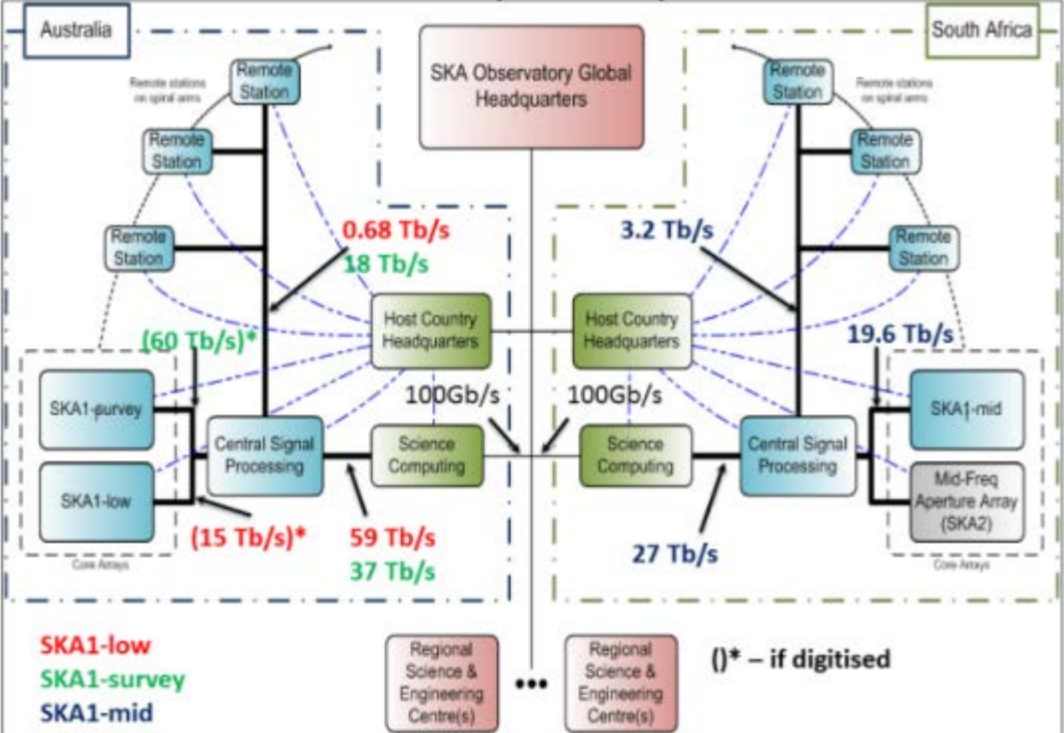 Australia
South Africa
SKA Observatory Global
Headquarters
Remote stations
on spiral arms
Remote
Station
Remote
Station
Remote
Station
0.68 Tb/s
18 Tb/s
Host Country
Headquarters
(60 Tb/s)*
SKA1-survey
SKA1-low
Core Arrays
Central Signal
Processing
Science
Computing
(15 Tb/s)*
59 Tb/s
37 Tb/s
100Gb/s
100Gb/s
Remote
Station
Remote stations
on spiral arms
Remote
Station
Remote
Station
3.2 Tb/s
Host Country
Headquarters
19.6 Tb/s
Science
Computing
Central Signal
Processing
SKA1-mid
Mid-Freq
Aperture Array
(SKA2)
Core Arrays
27 Tb/s
SKA1-low
SKA1-survey
SKA1-mid
Regional
Science &
Engineering
Centre(s)
•••
Regional
Science &
Engineering
Centre(s)
()* – if digitised